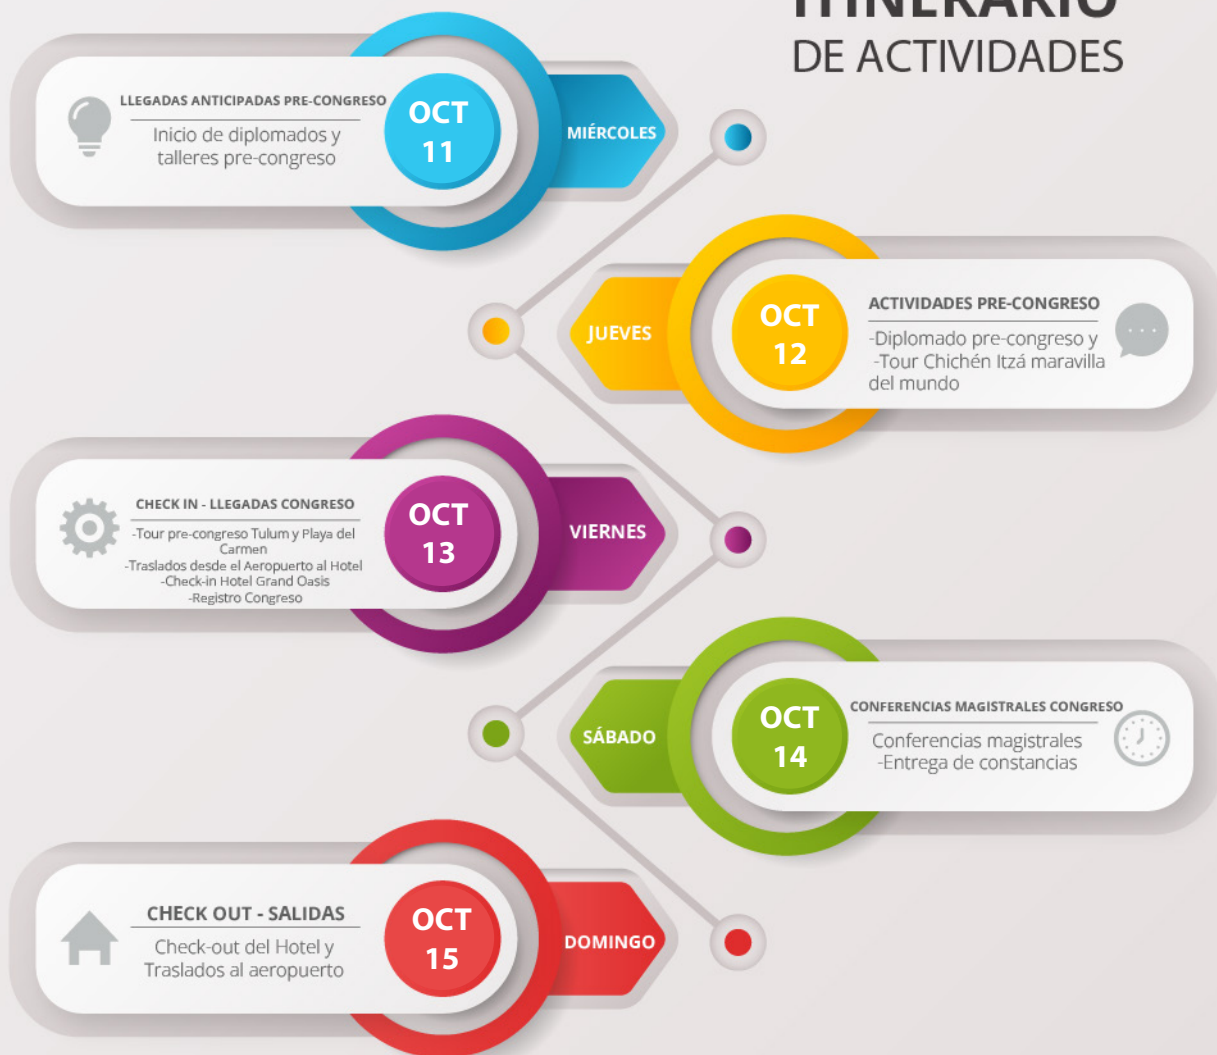 ITINERARIO
DE ACTIVIDADES
LLEGADAS ANTICIPADAS PRE-CONGRESO
Inicio de diplomados y
talleres pre-congreso
OCT
11
MIÉRCOLES
JUEVES
OCT
12
ACTIVIDADES PRE-CONGRESO
-Diplomado pre-congreso y
-Tour Chichén Itzá maravilla
del mundo
CHECK IN - LLEGADAS CONGRESO
-Tour pre-congreso Tulum y Playa del
Carmen
-Traslados desde el Aeropuerto al Hotel
-Check-in Hotel Grand Oasis
-Registro Congreso
OCT
13
VIERNES
SÁBADO
OCT
14
CONFERENCIAS MAGISTRALES CONGRESO
Conferencias magistrales
-Entrega de constancias
CHECK OUT - SALIDAS
Check-out del Hotel y
Traslados al aeropuerto
OCT
15
DOMINGO